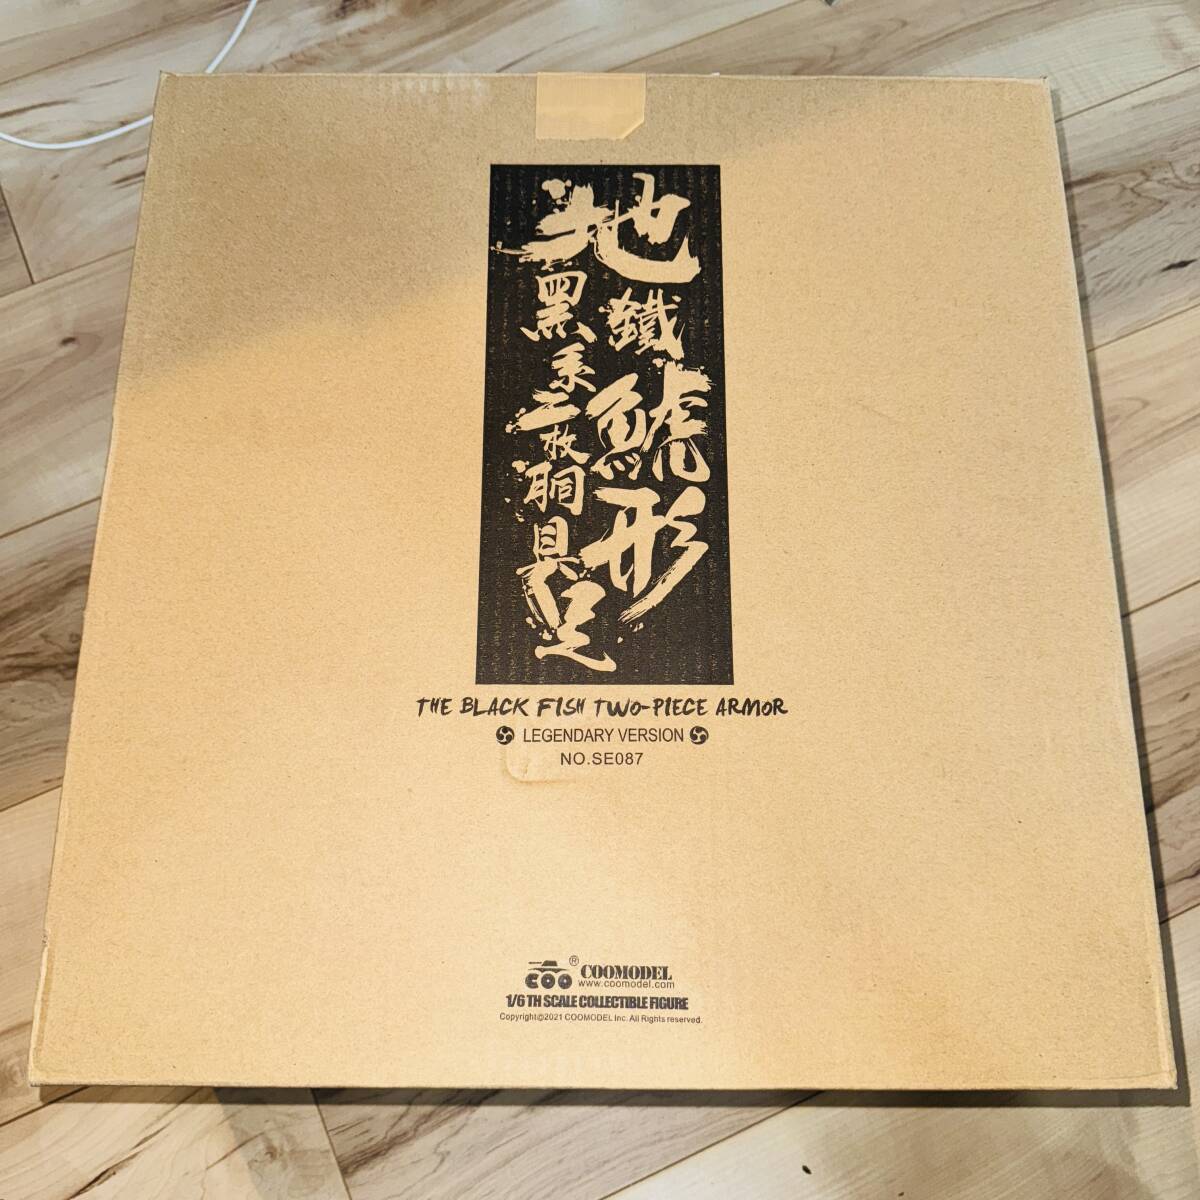 地鐵鯱形
黑糸二枚胴具足
THE BLACK FISH TWO-PIECE ARMOR
LEGENDARY VERSION
NO.SE087
COO ® COOMODEL
www.coomodel.com
1/6 TH SCALE COLLECTIBLE FIGURE
Copyright©2021 COOMODEL Inc. All Rights reserved.